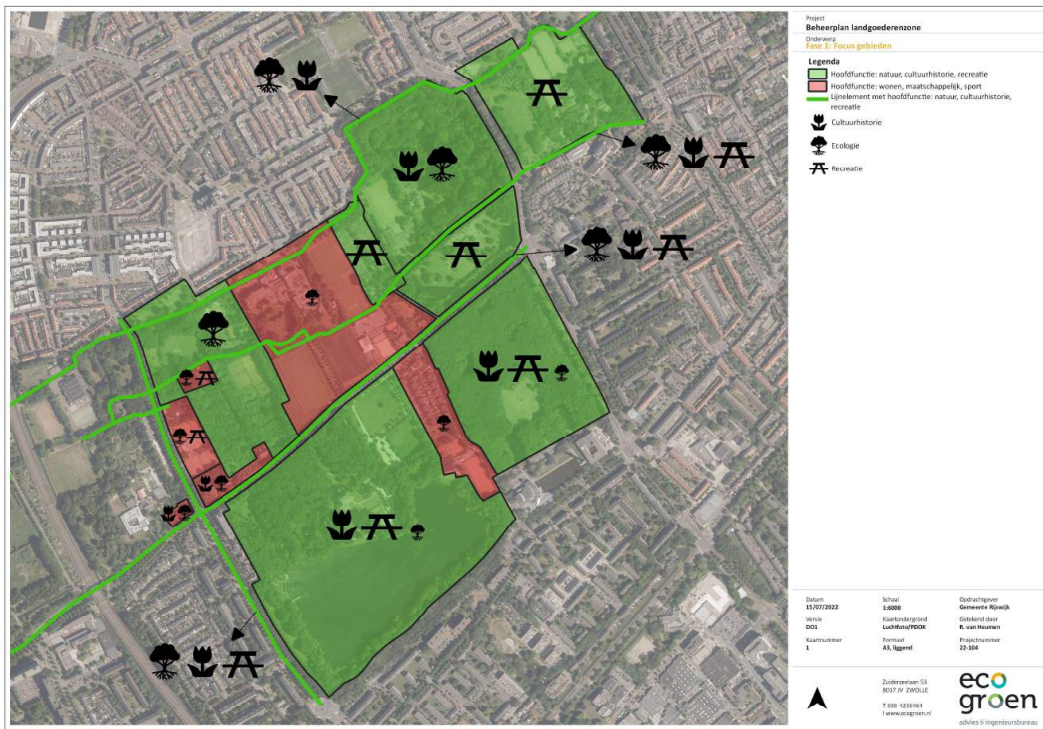 Project
Beheerplan landgoederenzone
Onderwerp
Fase 1: Focus gebieden
Legenda
Hoofdfunctie: natuur, cultuurhistorie, recreatie
Hoofdfunctie: wonen, maatschappelijk, sport
Lijnelement met hoofdfunctie: natuur, cultuurhistorie,
recreatie
Cultuurhistorie
Ecologie
Recreatie
Datum
15/07/2022
Schaal
1:6000
Opdrachtgever
Gemeente Rijswijk
Versie
DO1
Kaartondergrond
Luchtfoto/PDOK
Getekend door
R. van Heumen
Kaartnummer
1
Formaat
A3, liggend
Projectnummer
22-104
Zuiderzeelaan 53
8017 JV ZWOLLE
T 038 4236464
I www.ecogroen.nl
eco
groen
advies & ingenieursbureau